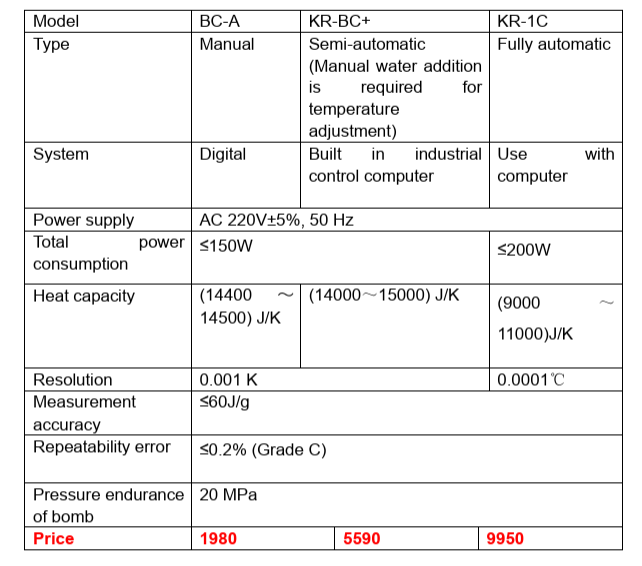 Model BC-A KR-BC+ KR-1C
Type Manual Semi-automatic Fully automatic
(Manual water addition
is required for
temperature
adjustment)
System Digital Built in industrial Use with
control computer computer
Power supply AC 220V±5%, 50 Hz
Total power ≤150W ≤200W
consumption
Heat capacity (14400 ～ (14000～15000) J/K (9000 ～
14500) J/K 11000)J/K
Resolution 0.001 K 0.0001℃
Measurement ≤60J/g
accuracy
Repeatability error ≤0.2% (Grade C)
Pressure endurance 20 MPa
of bomb
Price 1980 5590 9950